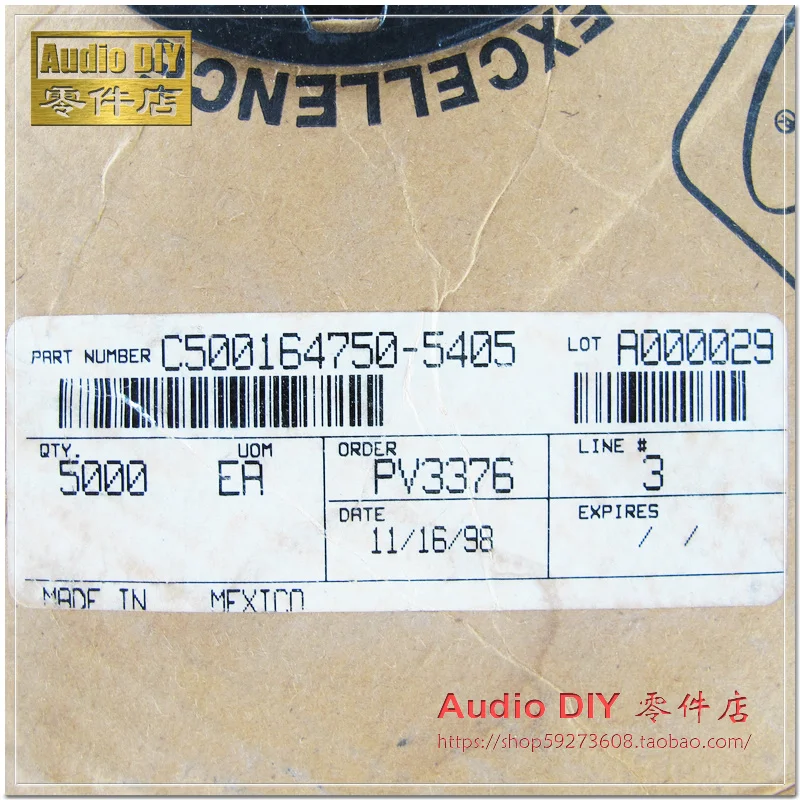 Audio DIY
零件店
EXCELLENC
PART NUMBER C500164750-5405 LOT A000029
QTY. 5000 UOM EA ORDER PV3376 LINE # 3
DATE 11/16/98 EXPIRES / /
MADE IN MEXICO
Audio DIY 零件店
https://shop59273608.taobao.com/